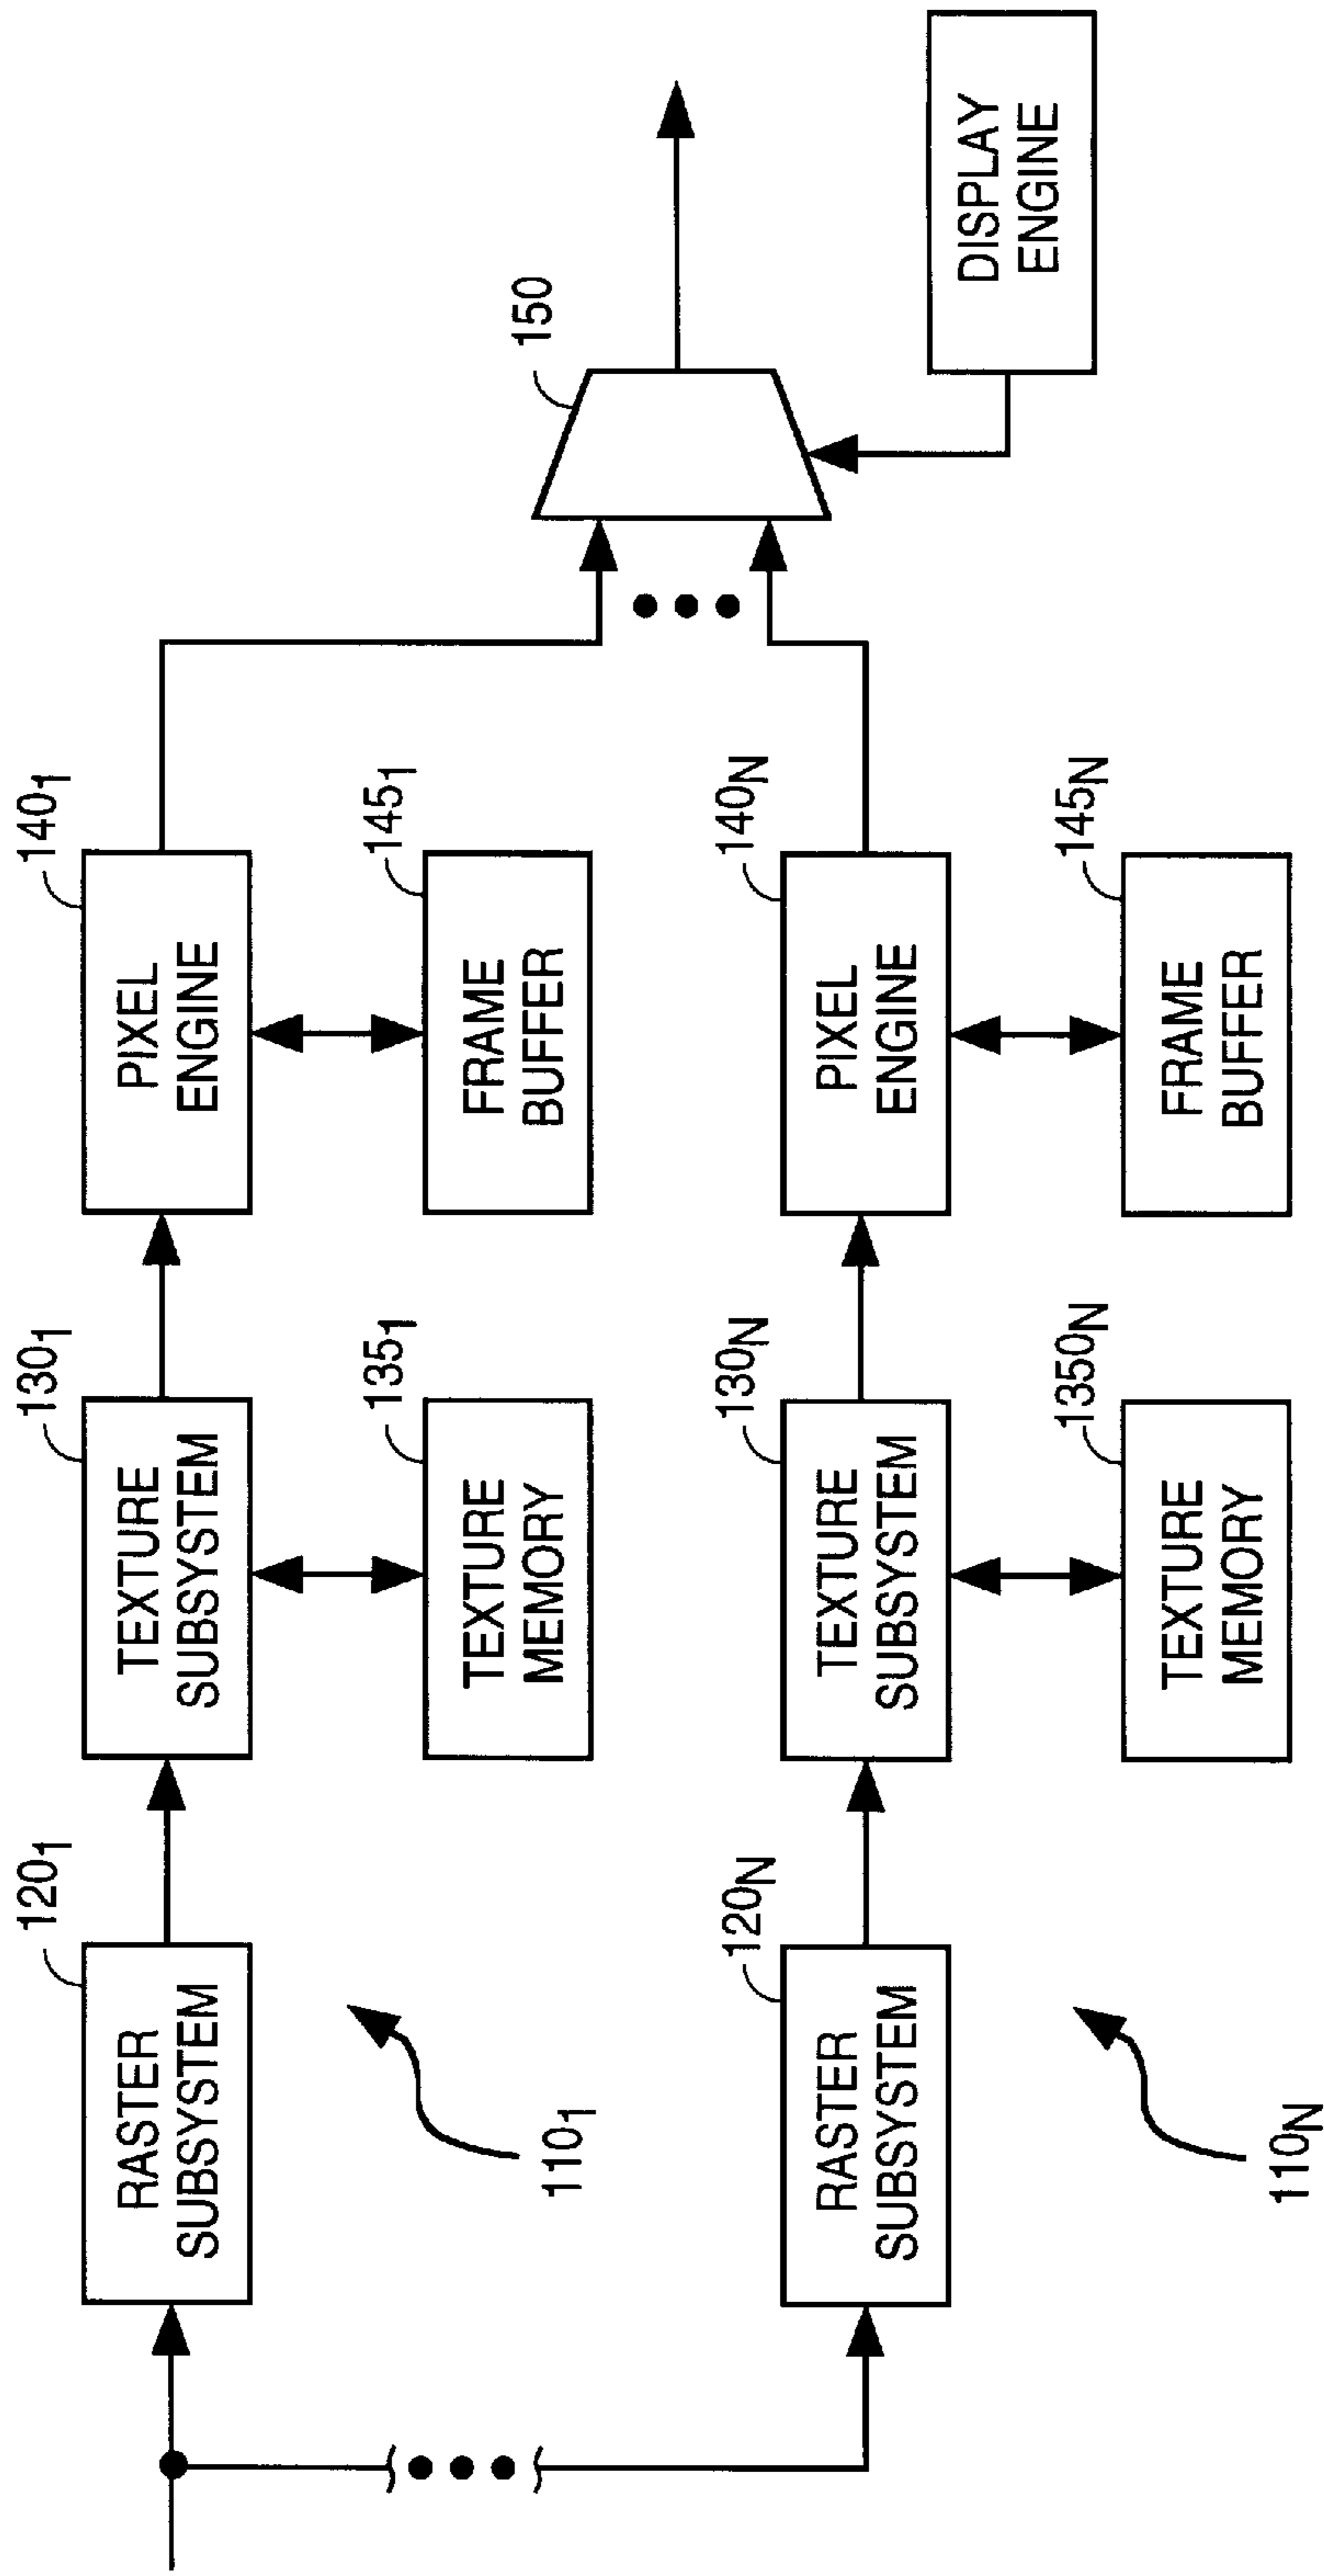 120₁
RASTER
SUBSYSTEM
110₁
130₁
TEXTURE
SUBSYSTEM
135₁
TEXTURE
MEMORY
140₁
PIXEL
ENGINE
145₁
FRAME
BUFFER
150
DISPLAY
ENGINE
120N
RASTER
SUBSYSTEM
110N
130N
TEXTURE
SUBSYSTEM
1350N
TEXTURE
MEMORY
140N
PIXEL
ENGINE
145N
FRAME
BUFFER